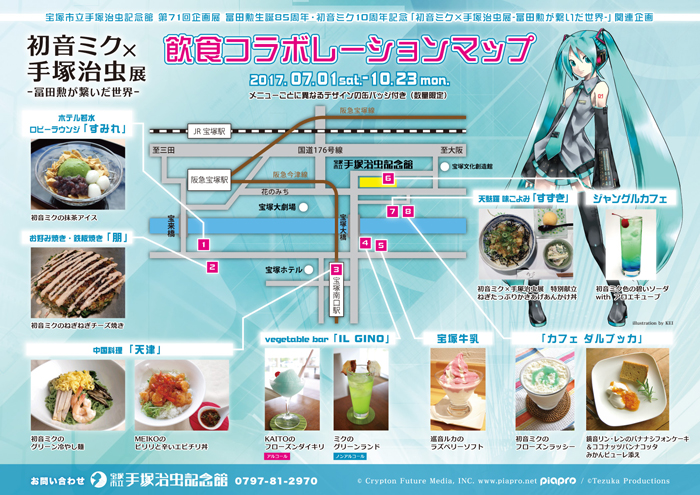 宝塚市立手塚治虫記念館 第71回企画展 冨田勲生誕85周年・初音ミク10周年記念「初音ミク×手塚治虫展-冨田勲が繋いだ世界-」関連企画
初音ミク×
手塚治虫展
-冨田勲が繋いだ世界-
飲食コラボレーションマップ
2017. 07.01sat.-10.23mon.
メニューごとに異なるデザインの缶バッジ付き（数量限定）
阪急宝塚線
JR 宝塚駅
至三田
国道176号線
至大阪
阪急宝塚駅
阪急今津線
宝塚市立 手塚治虫記念館
宝塚文化創造館
花のみち
6
7
8
宝塚大劇場
宝来橋
宝塚大橋
1
2
4
5
宝塚ホテル
3
宝塚南口駅
ホテル若水
ロビーラウンジ「すみれ」
初音ミクの抹茶アイス
お好み焼き・鉄板焼き「朋」
初音ミクのねぎねぎチーズ焼き
天麩羅 味ごよみ「すずき」
初音ミク×手塚治虫展 特別献立
ねぎたっぷりかきあげあんかけ丼
ジャングルカフェ
初音ミク色の碧いソーダ
with アロエキューブ
illustration by KEI
中国料理「天津」
初音ミクの
グリーン冷やし麺
MEIKOの
ピリりと辛いエビチリ丼
vegetable bar「IL GINO」
KAITOの
フローズンダイキリ
アルコール
ミクの
グリーンランド
ノンアルコール
宝塚牛乳
巡音ルカの
ラズベリーソフト
「カフェ ダルブッカ」
初音ミクの
フローズンラッシー
鏡音リン・レンのバナナシフォンケーキ
＆ココナッツパンナコッタ
みかんピューレ添え
お問い合わせ 宝塚市立 手塚治虫記念館 0797-81-2970
© Crypton Future Media, INC. www.piapro.net piapro / ©Tezuka Productions